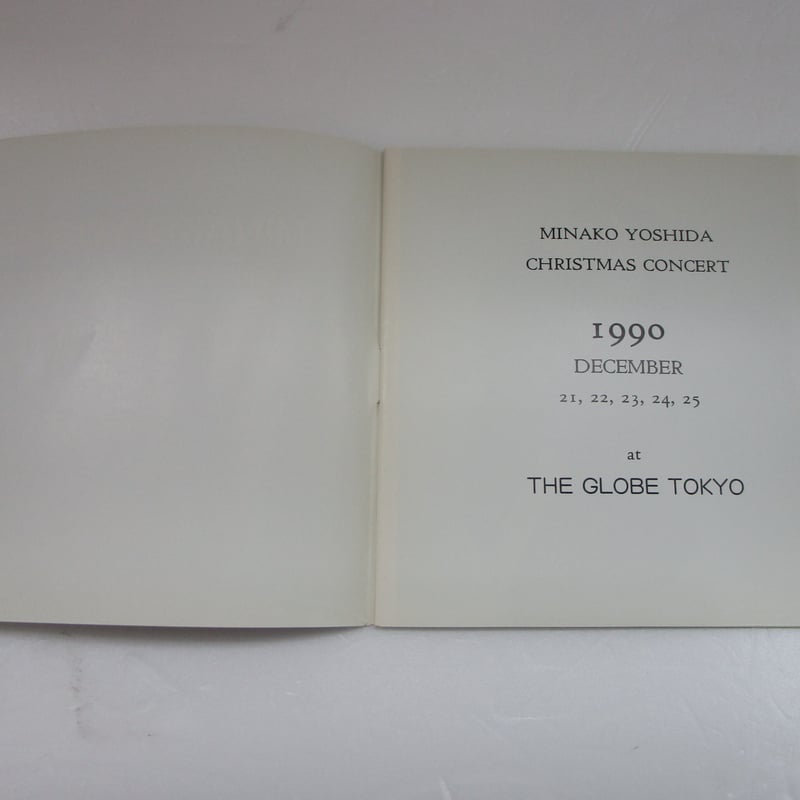 MINAKO YOSHIDA
CHRISTMAS CONCERT
1990
DECEMBER
21, 22, 23, 24, 25
at
THE GLOBE TOKYO